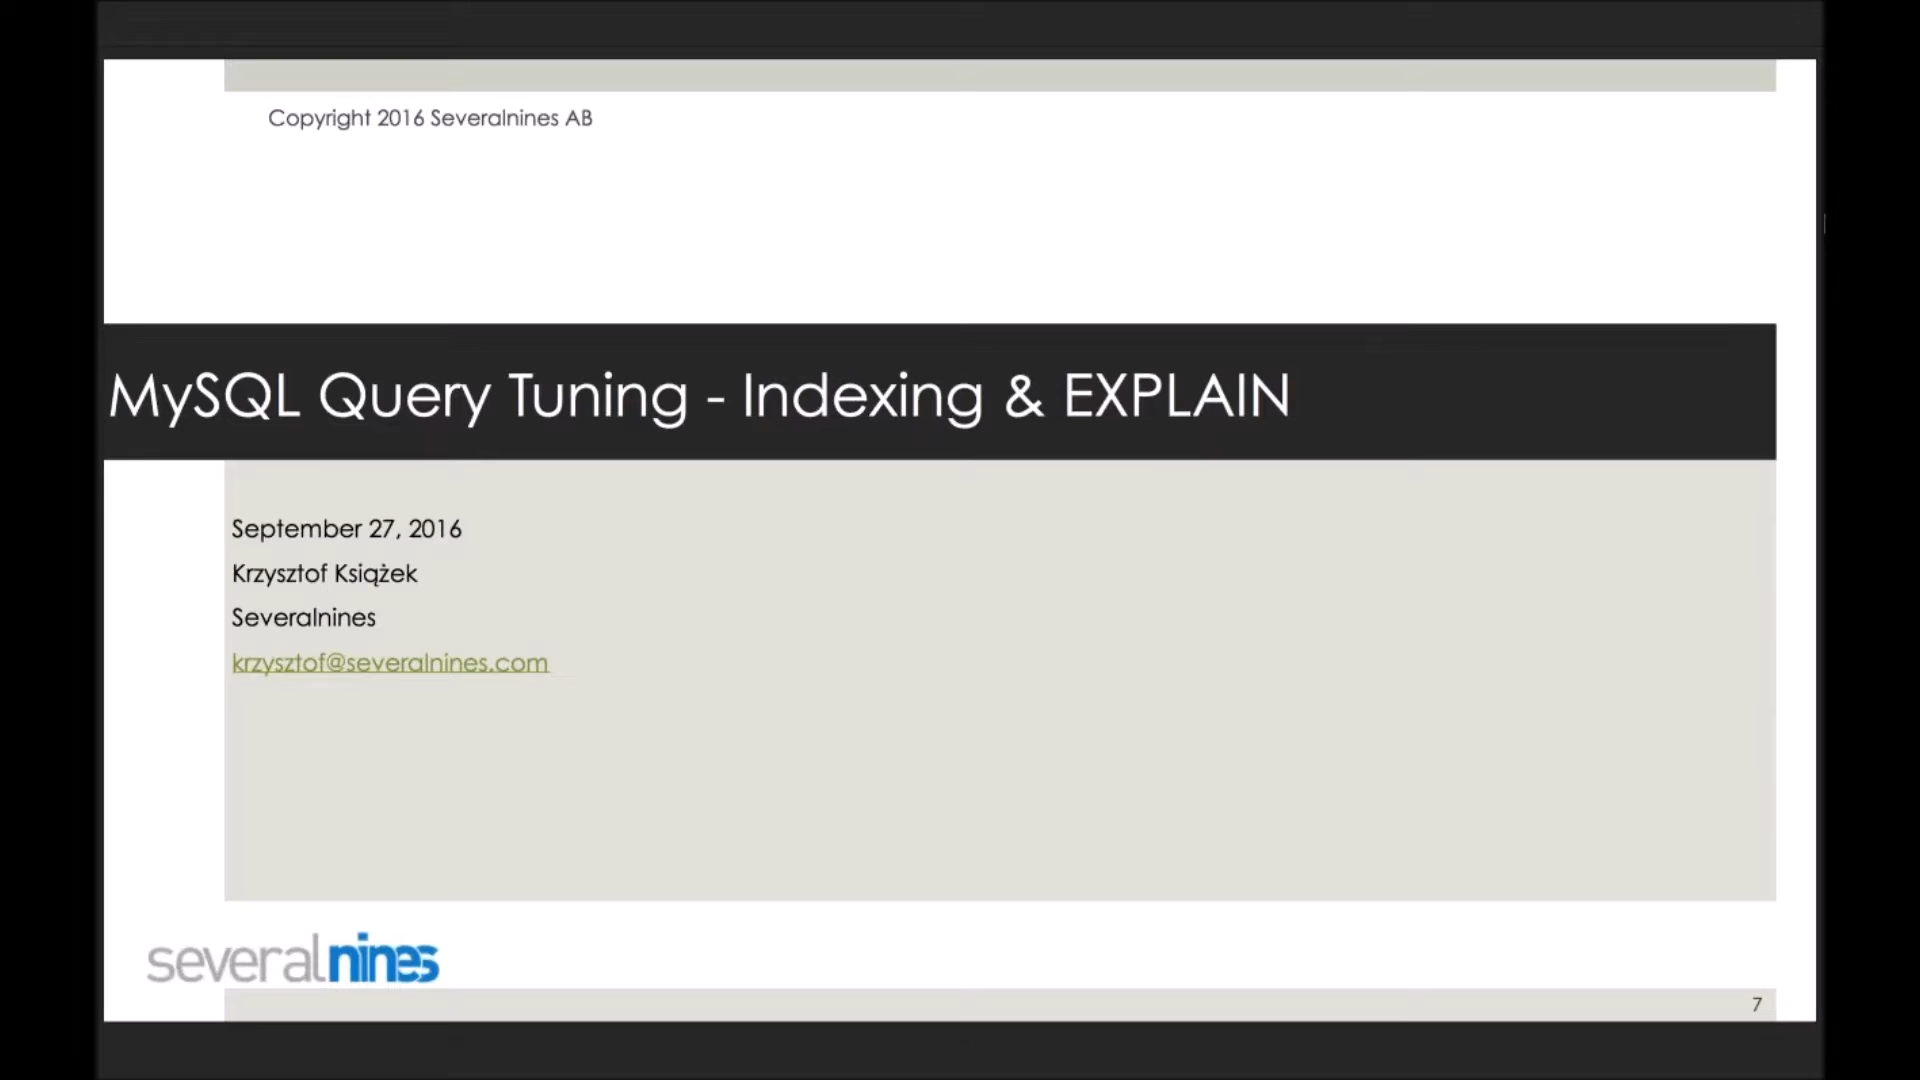 Copyright 2016 Severalnines AB
MySQL Query Tuning - Indexing & EXPLAIN
September 27, 2016
Krzysztof Książek
Severalnines
krzysztof@severalnines.com
severalnines
7